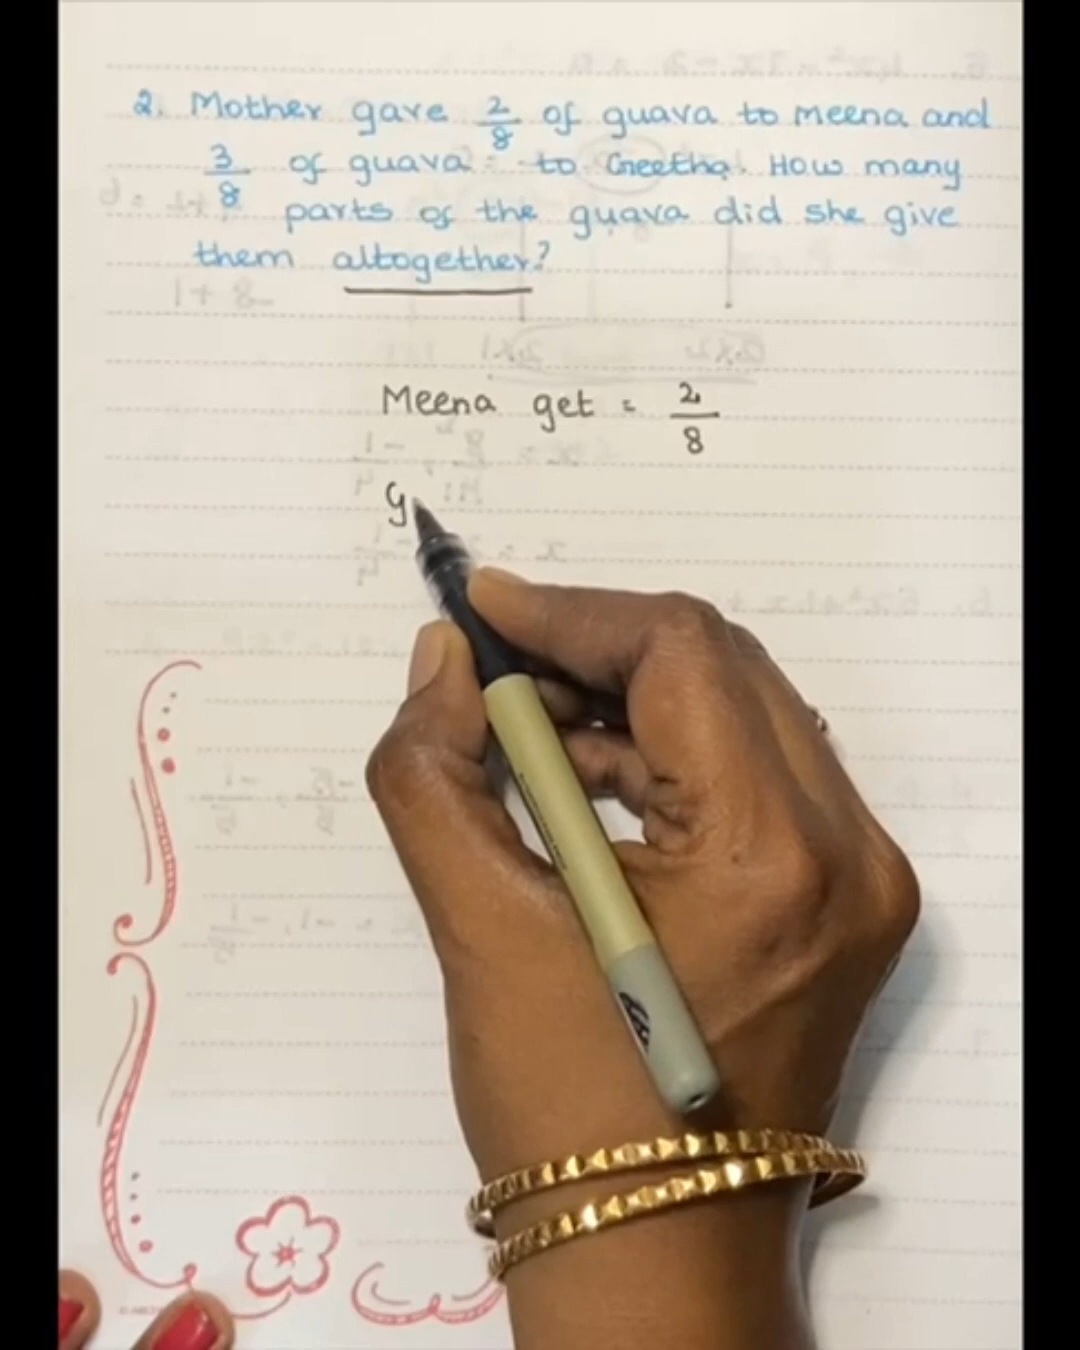 2. Mother gave 2/8 of guava to Meena and
3/8 of guava to Geetha. How many
parts of the guava did she give
them altogether?
Meena get = 2/8
G